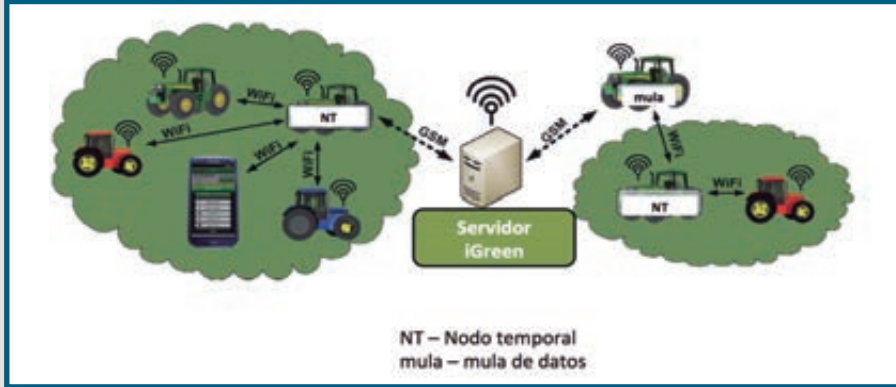 WiFi
NT
WiFi
WiFi
WiFi
GSM
GSM
mula
WiFi
NT
WiFi
Servidor
iGreen
NT – Nodo temporal
mula – mula de datos